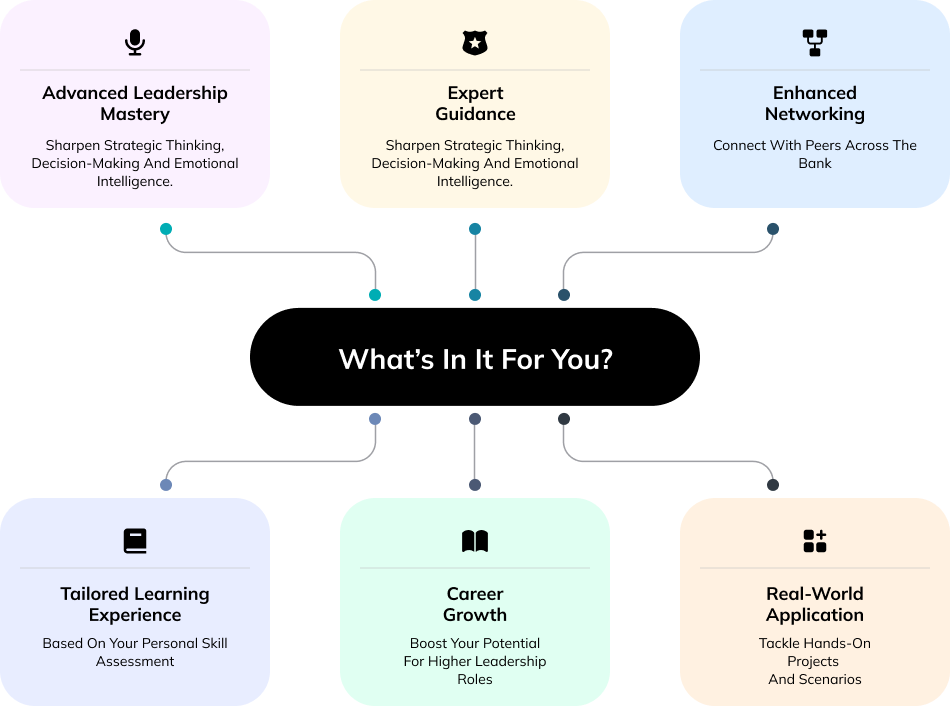 Advanced Leadership
Mastery
Sharpen Strategic Thinking,
Decision-Making And Emotional
Intelligence.
Expert
Guidance
Sharpen Strategic Thinking,
Decision-Making And Emotional
Intelligence.
Enhanced
Networking
Connect With Peers Across The
Bank
What’s In It For You?
Tailored Learning
Experience
Based On Your Personal Skill
Assessment
Career
Growth
Boost Your Potential
For Higher Leadership
Roles
Real-World
Application
Tackle Hands-On
Projects
And Scenarios